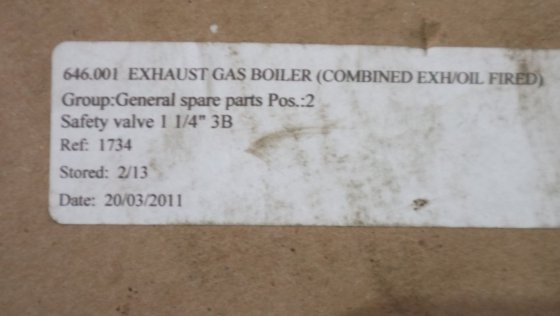 646.001 EXHAUST GAS BOILER (COMBINED EXH/OIL FIRED)
Group:General spare parts Pos.:2
Safety valve 1 1/4" 3B
Ref: 1734
Stored: 2/13
Date: 20/03/2011